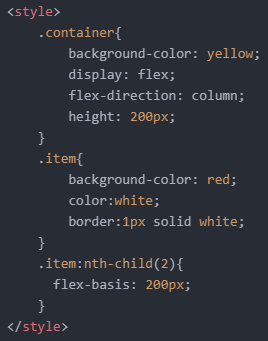 <style>
    .container{
        background-color: yellow;
        display: flex;
        flex-direction: column;
        height: 200px;
    }
    .item{
        background-color: red;
        color:white;
        border:1px solid white;
    }
    .item:nth-child(2){
      flex-basis: 200px;
    }
</style>